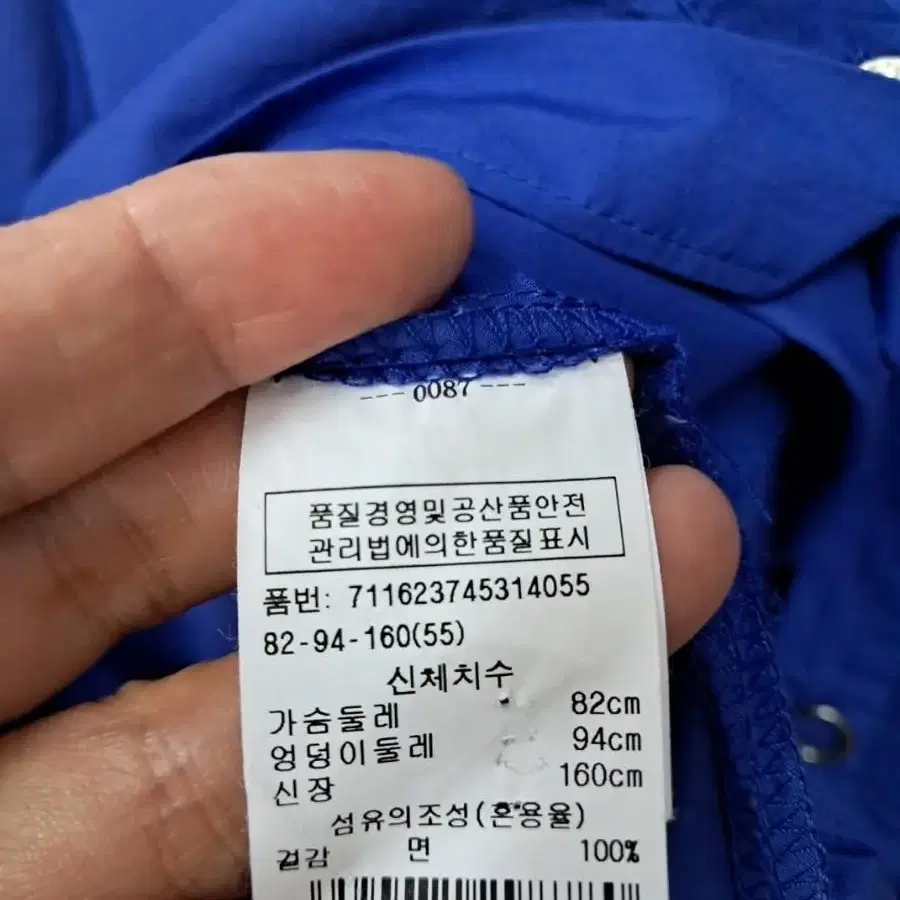 --- 0087 ---
품질경영및공산품안전
관리법에의한품질표시
품번: 711623745314055
82-94-160(55)
신체치수
가슴둘레 82cm
엉덩이둘레 94cm
신장 160cm
섬유의조성(혼용율)
겉감 면 100%